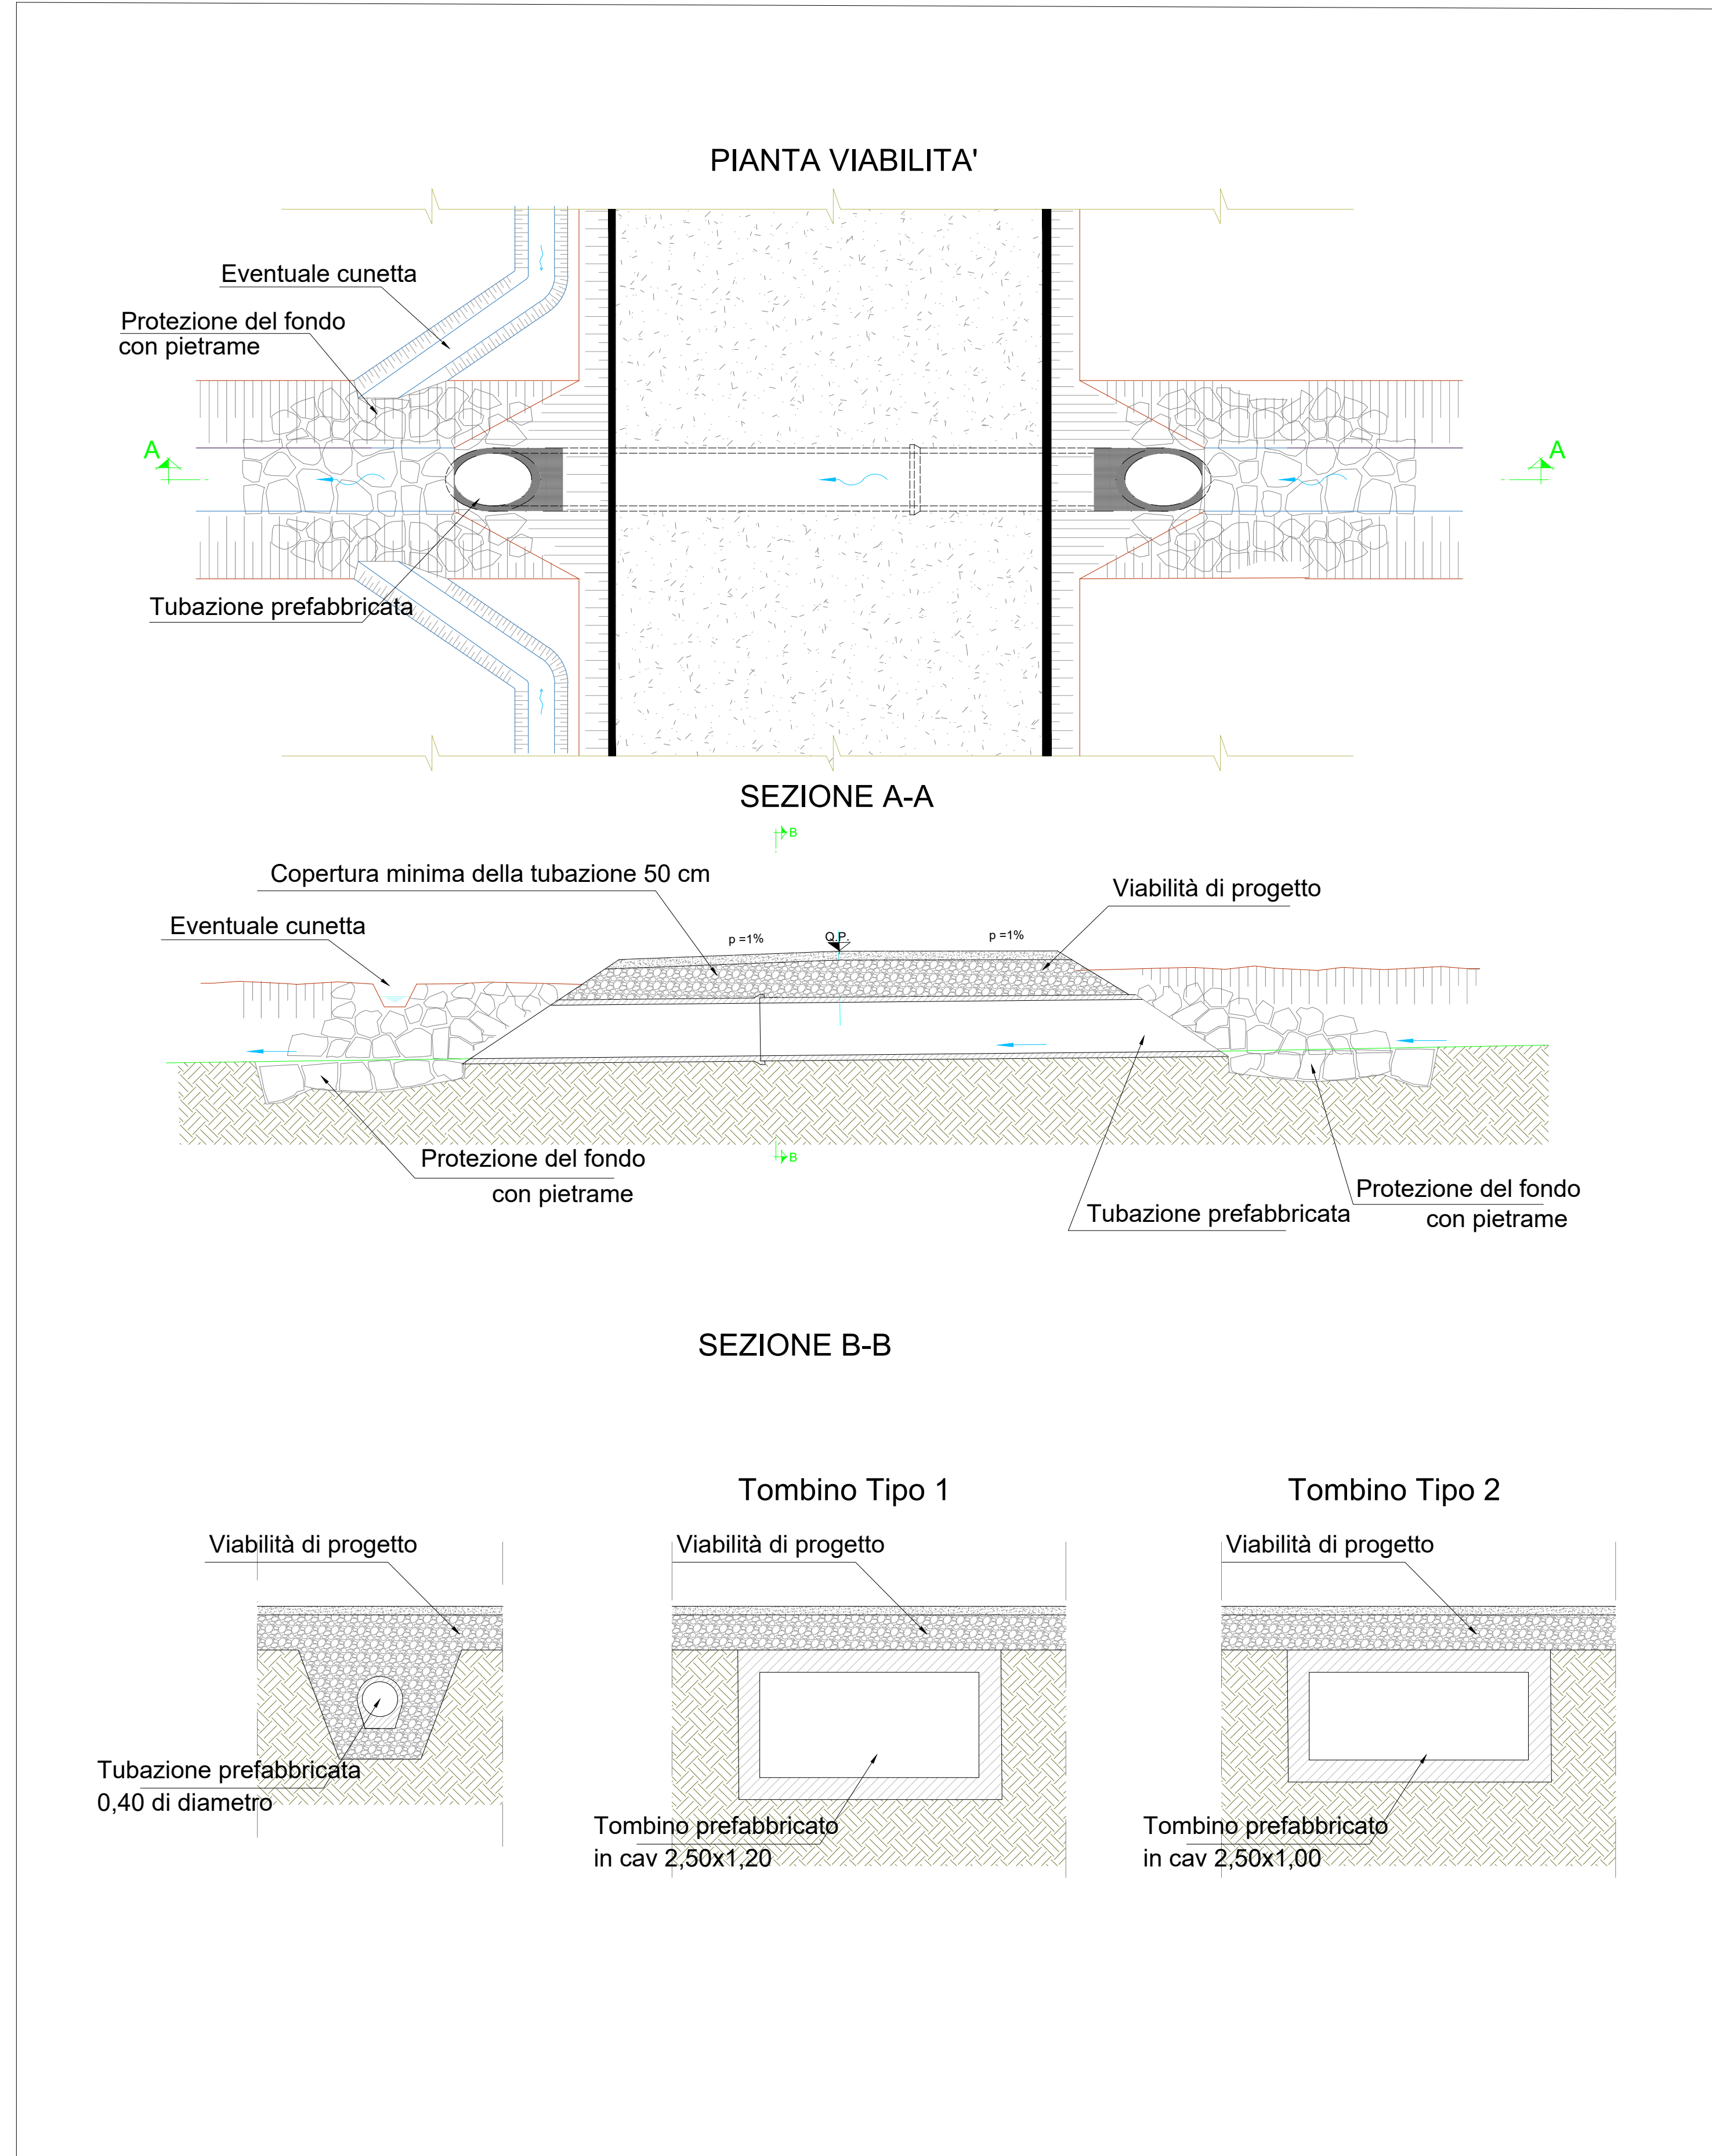 PIANTA VIABILITA'
Eventuale cunetta
Protezione del fondo
con pietrame
A
A
Tubazione prefabbricata
SEZIONE A-A
B
Copertura minima della tubazione 50 cm
Viabilità di progetto
Eventuale cunetta
p =1%
Q.P.
p =1%
B
Protezione del fondo
con pietrame
Tubazione prefabbricata
Protezione del fondo
con pietrame
SEZIONE B-B
Tombino Tipo 1
Tombino Tipo 2
Viabilità di progetto
Viabilità di progetto
Viabilità di progetto
Tubazione prefabbricata
0,40 di diametro
Tombino prefabbricato
in cav 2,50x1,20
Tombino prefabbricato
in cav 2,50x1,00